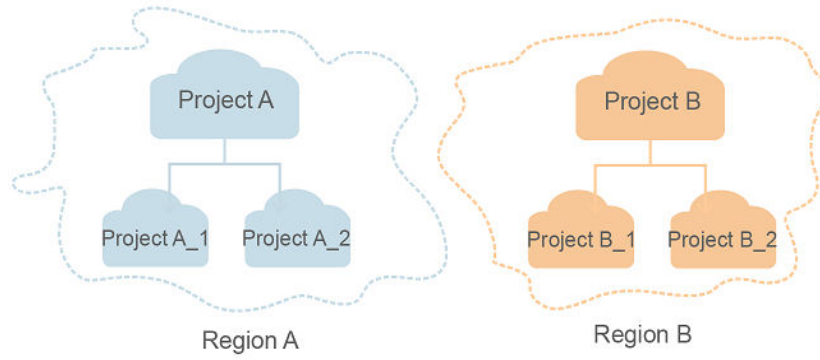 Project A
Project B
Project A_1
Project A_2
Project B_1
Project B_2
Region A
Region B